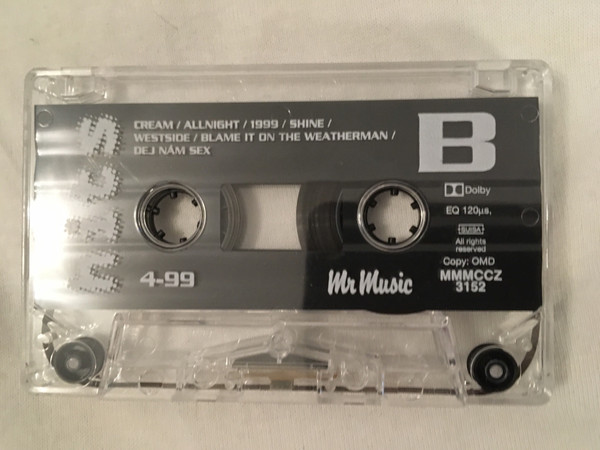 CREAM / ALLNIGHT / 1999 / SHINE /
WESTSIDE / BLAME IT ON THE WEATHERMAN /
DEJ NÁM SEX
B
Dolby
EQ 120µs,
SUISA
All rights
reserved
Copy: OMD
MMMCCZ
3152
4-99
Mr Music